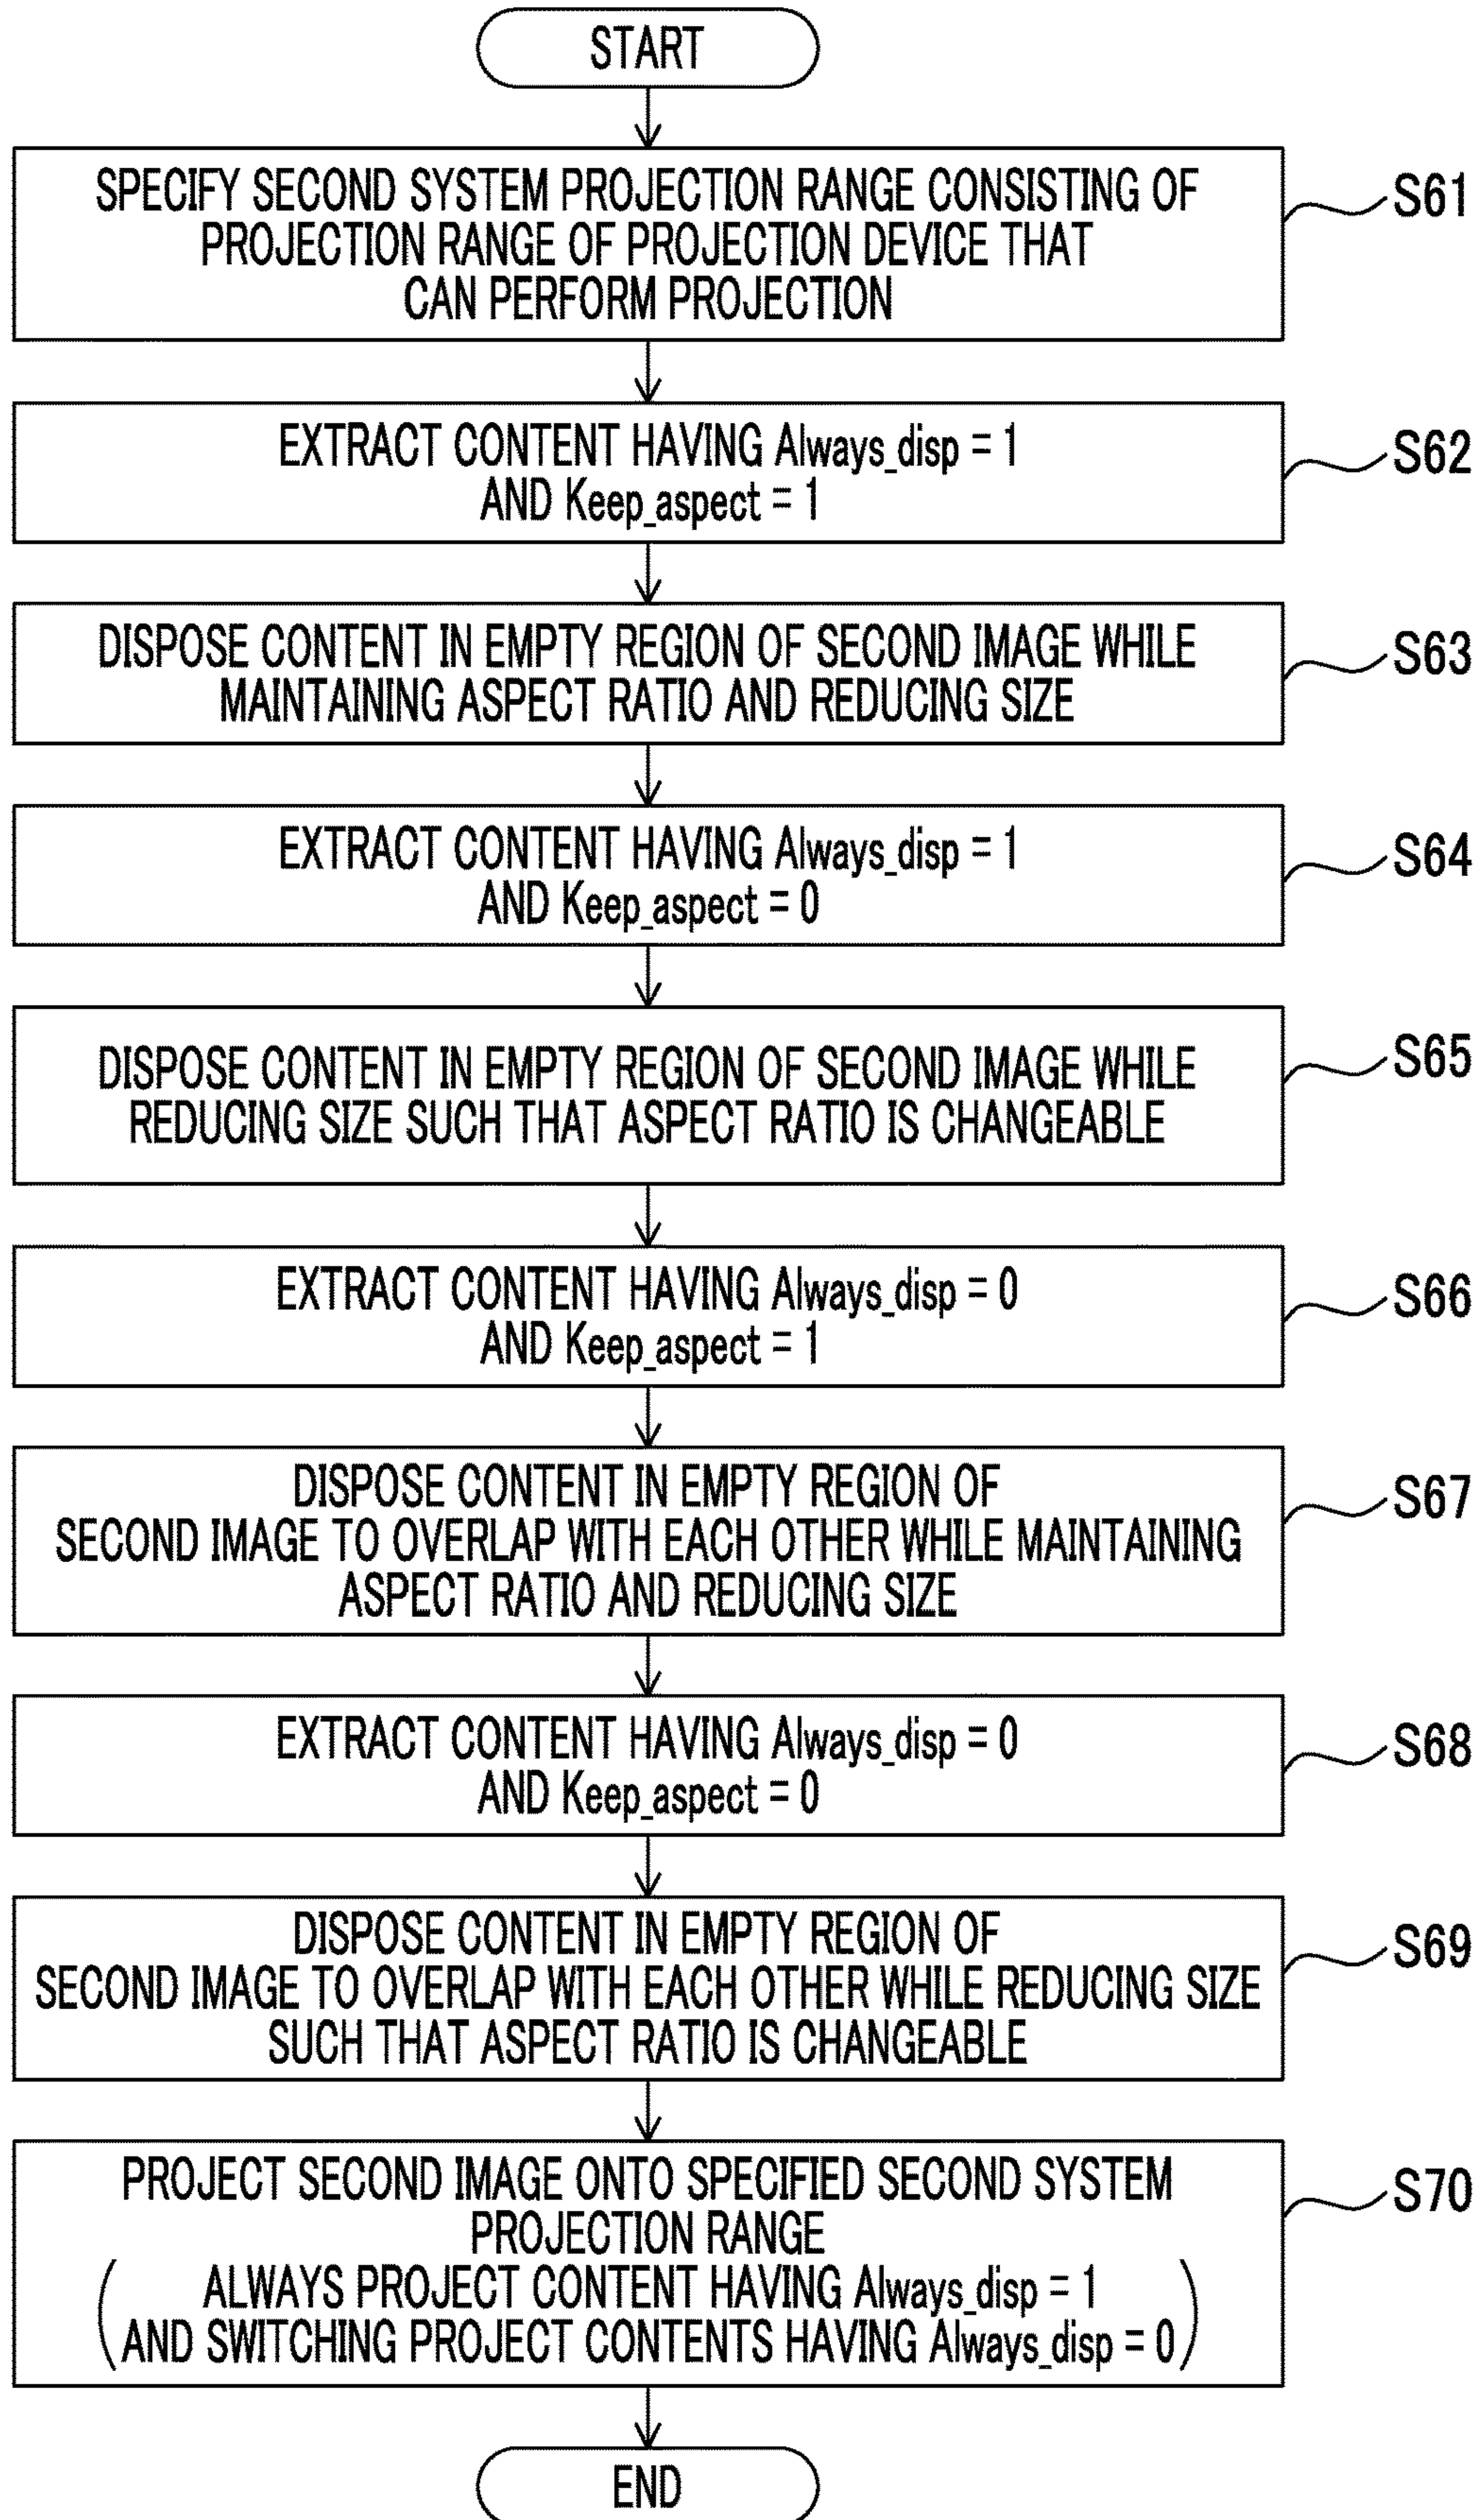 START
SPECIFY SECOND SYSTEM PROJECTION RANGE CONSISTING OF
PROJECTION RANGE OF PROJECTION DEVICE THAT
CAN PERFORM PROJECTION
S61
EXTRACT CONTENT HAVING Always_disp = 1
AND Keep_aspect = 1
S62
DISPOSE CONTENT IN EMPTY REGION OF SECOND IMAGE WHILE
MAINTAINING ASPECT RATIO AND REDUCING SIZE
S63
EXTRACT CONTENT HAVING Always_disp = 1
AND Keep_aspect = 0
S64
DISPOSE CONTENT IN EMPTY REGION OF SECOND IMAGE WHILE
REDUCING SIZE SUCH THAT ASPECT RATIO IS CHANGEABLE
S65
EXTRACT CONTENT HAVING Always_disp = 0
AND Keep_aspect = 1
S66
DISPOSE CONTENT IN EMPTY REGION OF
SECOND IMAGE TO OVERLAP WITH EACH OTHER WHILE MAINTAINING
ASPECT RATIO AND REDUCING SIZE
S67
EXTRACT CONTENT HAVING Always_disp = 0
AND Keep_aspect = 0
S68
DISPOSE CONTENT IN EMPTY REGION OF
SECOND IMAGE TO OVERLAP WITH EACH OTHER WHILE REDUCING SIZE
SUCH THAT ASPECT RATIO IS CHANGEABLE
S69
PROJECT SECOND IMAGE ONTO SPECIFIED SECOND SYSTEM
PROJECTION RANGE
(ALWAYS PROJECT CONTENT HAVING Always_disp = 1
AND SWITCHING PROJECT CONTENTS HAVING Always_disp = 0)
S70
END